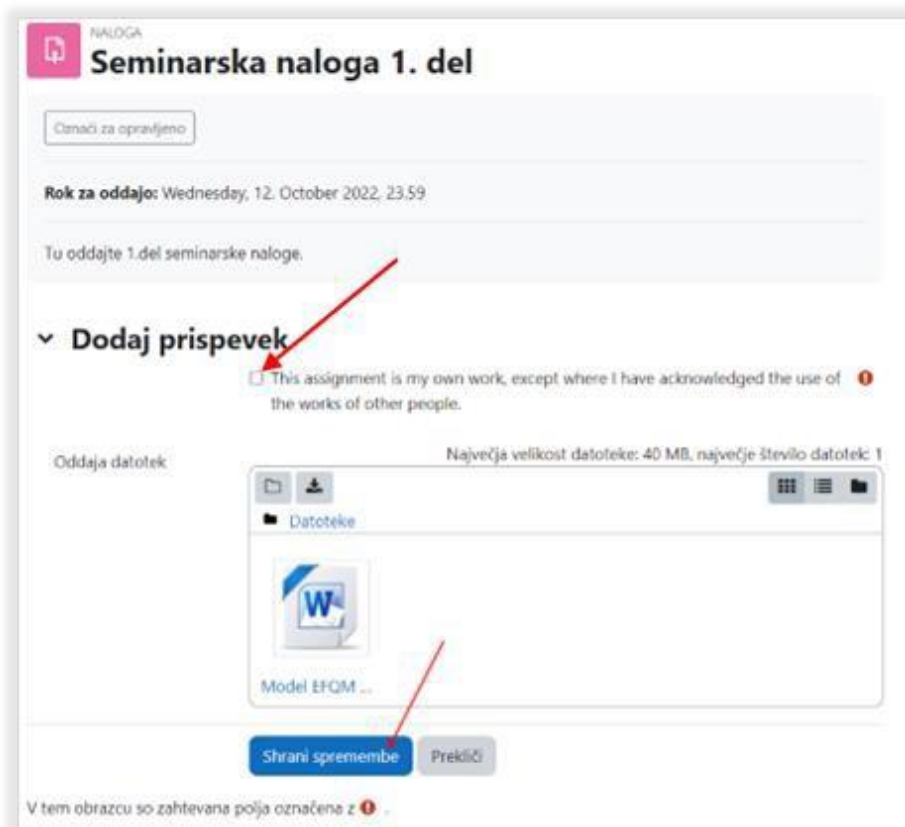 NALOGA
Seminarska naloga 1. del
Označi za opravljeno
Rok za oddajo: Wednesday, 12. October 2022, 23.59
Tu oddajte 1.del seminarske naloge.
Dodaj prispevek
This assignment is my own work, except where I have acknowledged the use of
the works of other people.
Oddaja datotek
Največja velikost datoteke: 40 MB, največje število datotek: 1
Datoteke
W
Model EFQM ...
Shrani spremembe
Prekliči
V tem obrazcu so zahtevana polja označena z .